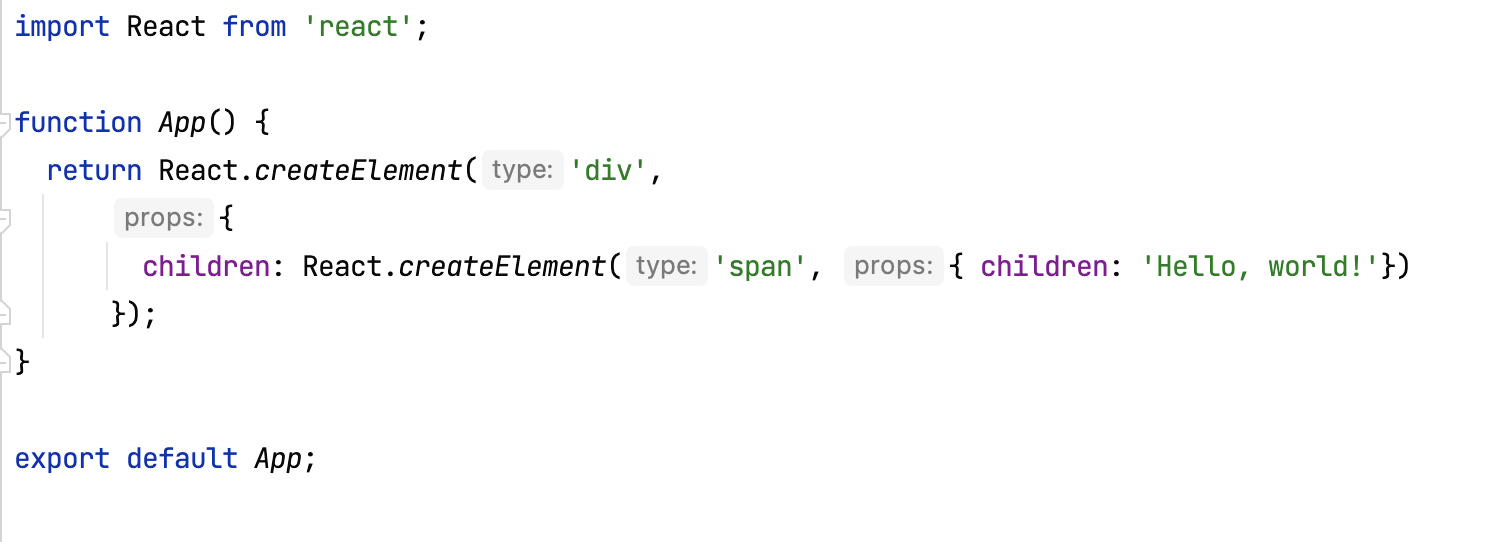 import React from 'react';
function App() {
return React.createElement( type: 'div',
props: {
children: React.createElement( type: 'span', props: { children: 'Hello, world!'})
});
}
export default App;